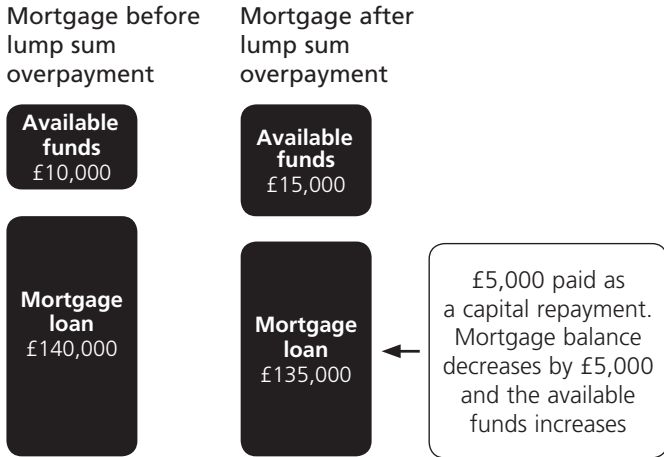 Mortgage before
lump sum
overpayment
Mortgage after
lump sum
overpayment
Available
funds
£10,000
Available
funds
£15,000
Mortgage
loan
£140,000
Mortgage
loan
£135,000
£5,000 paid as
a capital repayment.
Mortgage balance
decreases by £5,000
and the available
funds increases